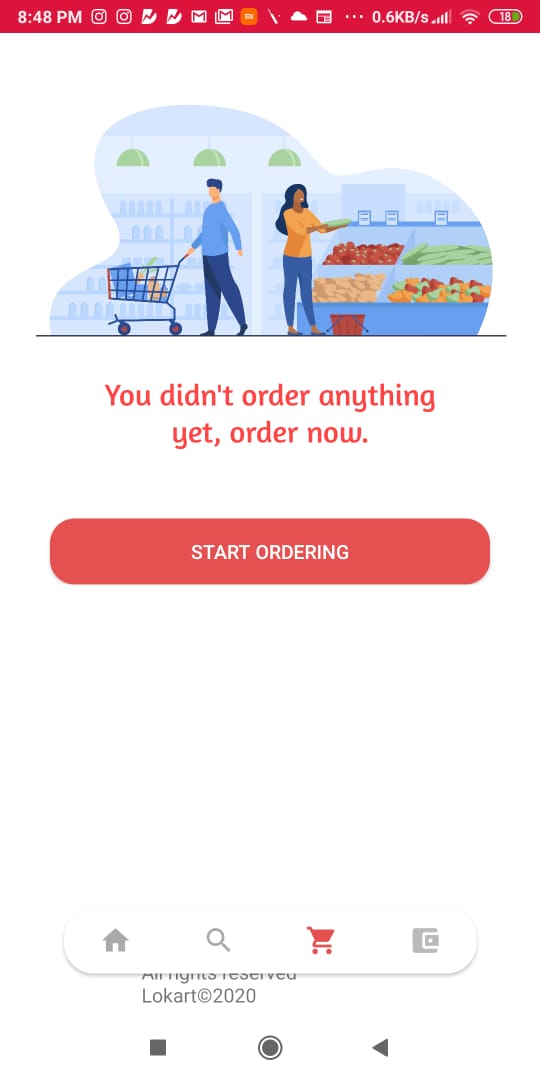 8:48 PM 0.6KB/s 18
You didn't order anything
yet, order now.
START ORDERING
All rights reserved
Lokart©2020